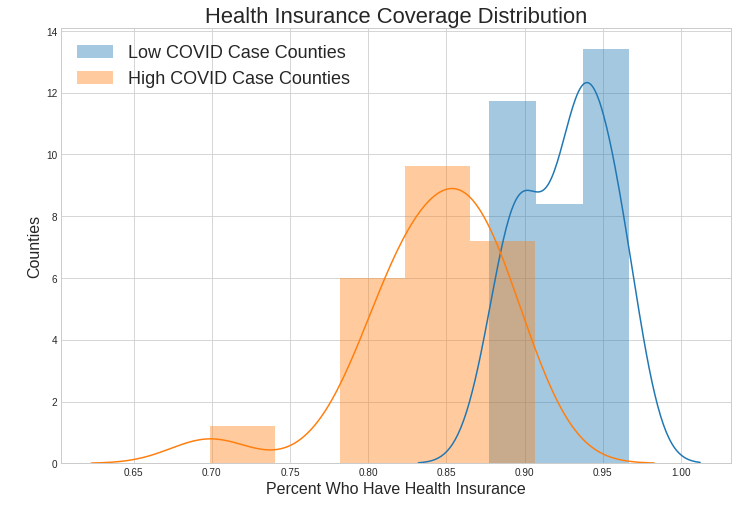 Health Insurance Coverage Distribution
Low COVID Case Counties
High COVID Case Counties
14
12
10
8
6
4
2
0
Counties
0.65 0.70 0.75 0.80 0.85 0.90 0.95 1.00
Percent Who Have Health Insurance